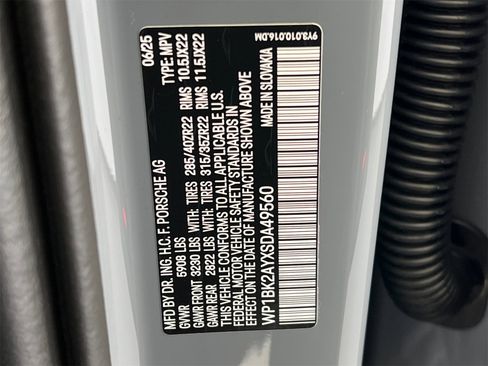 MFD BY DR. ING. H.C. F. PORSCHE AG 06/25
GVWR 5908 LBS TYPE: MPV
GAWR FRONT 3230 LBS WITH: TIRES 285/40ZR22 RIMS 10.5JX22
GAWR REAR 2822 LBS WITH: TIRES 315/35ZR22 RIMS 11.5JX22
THIS VEHICLE CONFORMS TO ALL APPLICABLE U.S.
FEDERAL MOTOR VEHICLE SAFETY STANDARDS IN
EFFECT ON THE DATE OF MANUFACTURE SHOWN ABOVE
WP1BK2AYXSDA49560 MADE IN SLOVAKIA
9Y3.010.016.DM